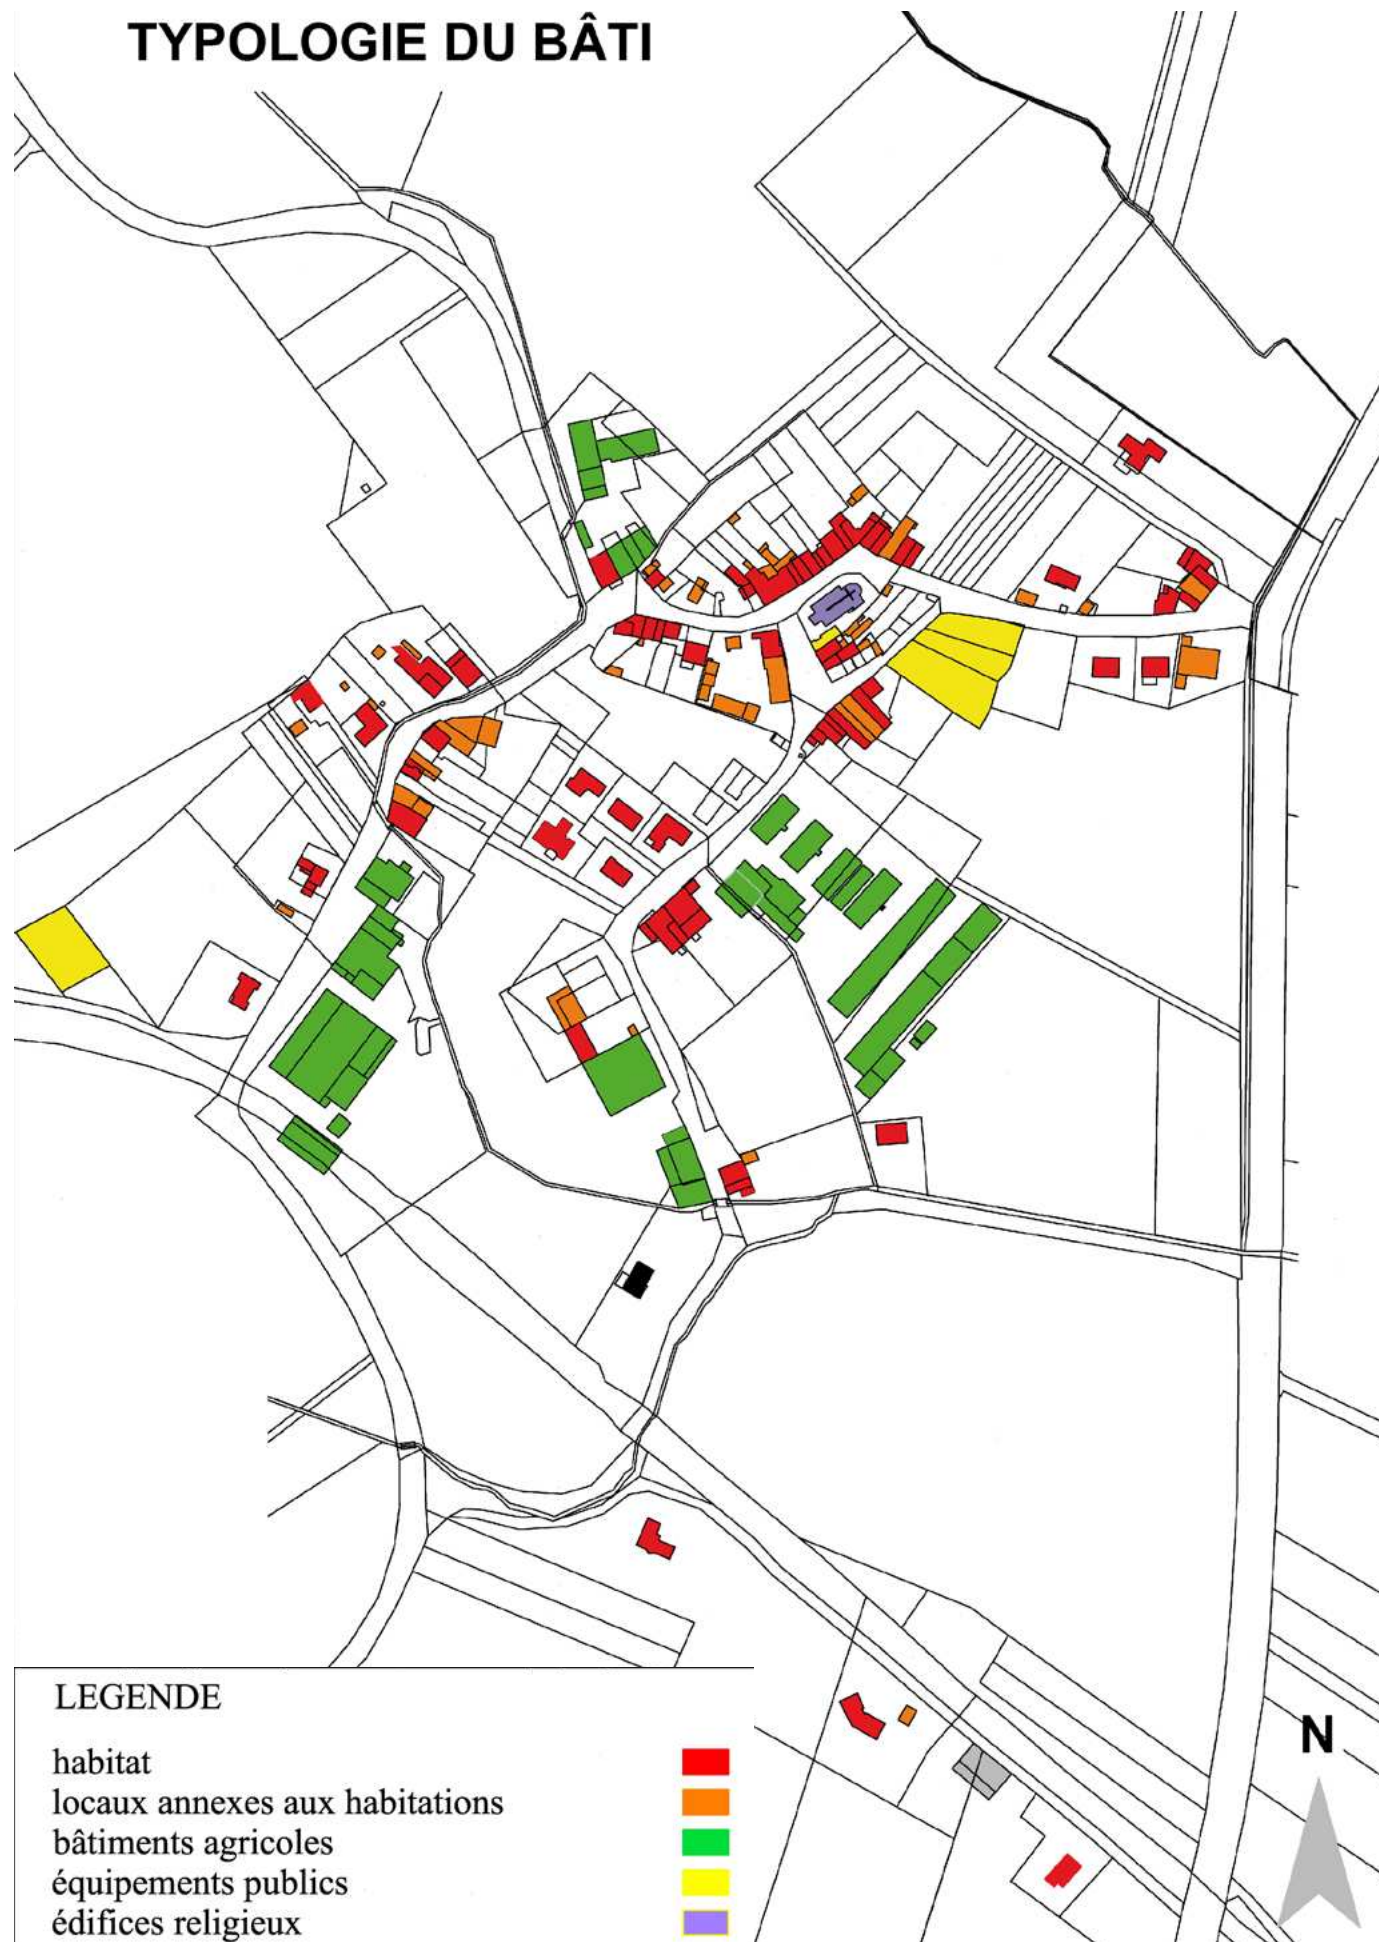 TYPOLOGIE DU BÂTI
LEGENDE
habitat
locaux annexes aux habitations
bâtiments agricoles
équipements publics
édifices religieux
N